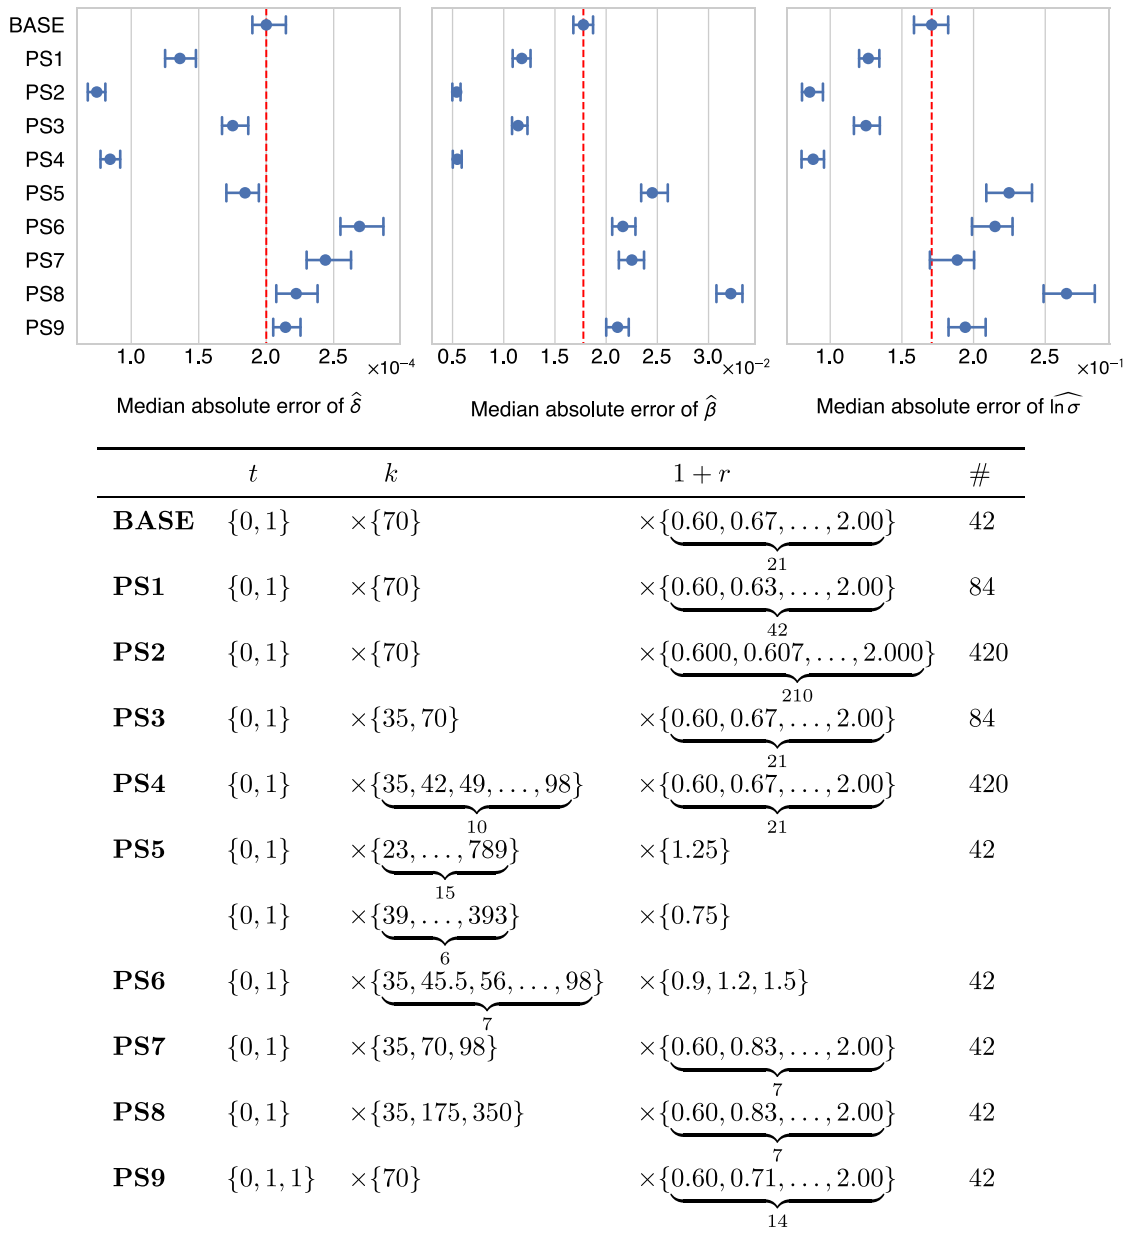 BASE
PS1
PS2
PS3
PS4
PS5
PS6
PS7
PS8
PS9
1.0 1.5 2.0 2.5 ×10⁻⁴
Median absolute error of δ̂
0.5 1.0 1.5 2.0 2.5 3.0 ×10⁻²
Median absolute error of β̂
1.0 1.5 2.0 2.5 ×10⁻¹
Median absolute error of ln σ̂
t k 1 + r #
BASE {0, 1} ×{70} ×{0.60, 0.67, . . . , 2.00} 42
21
PS1 {0, 1} ×{70} ×{0.60, 0.63, . . . , 2.00} 84
42
PS2 {0, 1} ×{70} ×{0.600, 0.607, . . . , 2.000} 420
210
PS3 {0, 1} ×{35, 70} ×{0.60, 0.67, . . . , 2.00} 84
21
PS4 {0, 1} ×{35, 42, 49, . . . , 98} ×{0.60, 0.67, . . . , 2.00} 420
10 21
PS5 {0, 1} ×{23, . . . , 789} ×{1.25} 42
15
{0, 1} ×{39, . . . , 393} ×{0.75}
6
PS6 {0, 1} ×{35, 45.5, 56, . . . , 98} ×{0.9, 1.2, 1.5} 42
7
PS7 {0, 1} ×{35, 70, 98} ×{0.60, 0.83, . . . , 2.00} 42
7
PS8 {0, 1} ×{35, 175, 350} ×{0.60, 0.83, . . . , 2.00} 42
7
PS9 {0, 1, 1} ×{70} ×{0.60, 0.71, . . . , 2.00} 42
14